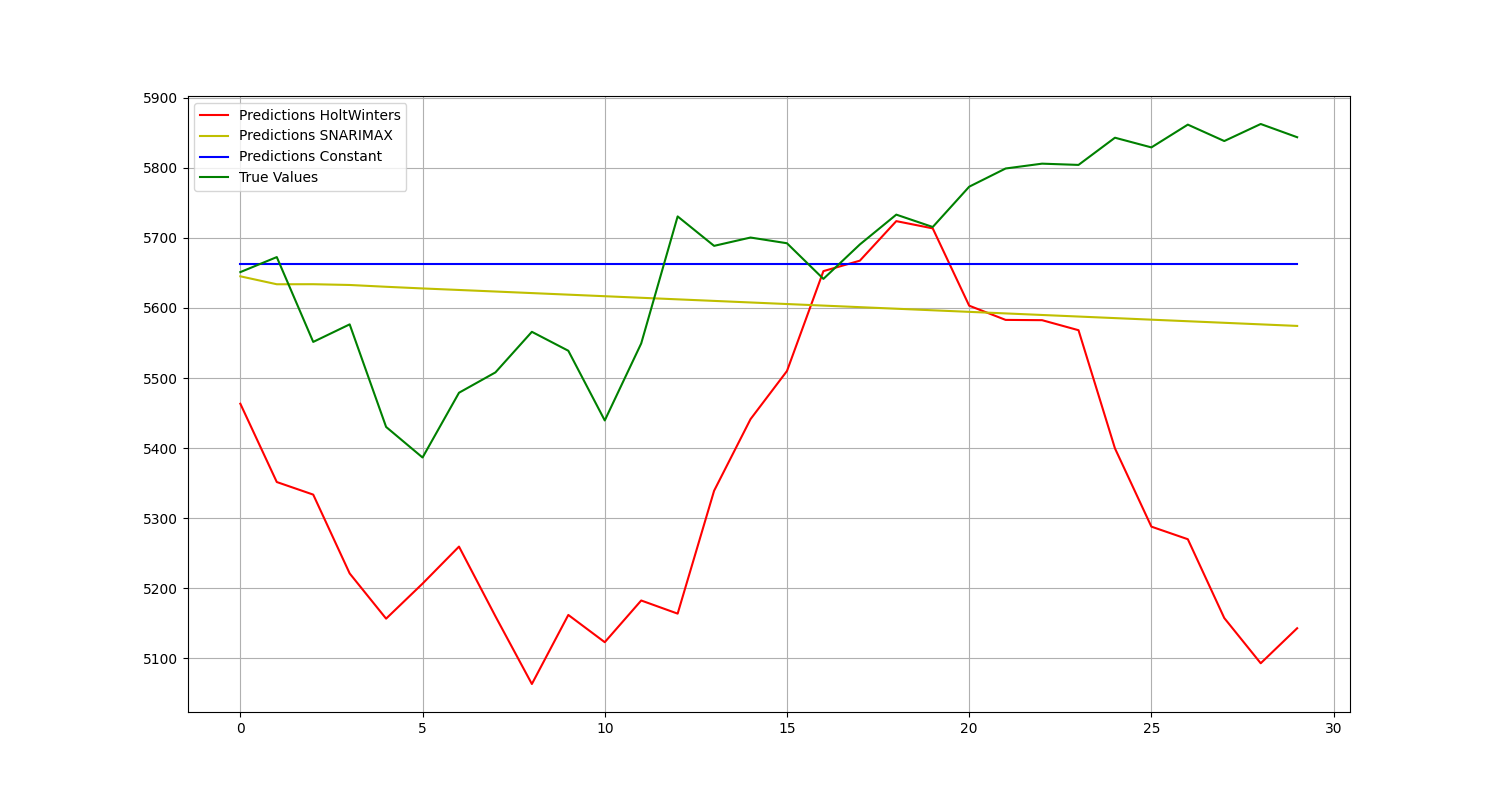 5900
5800
5700
5600
5500
5400
5300
5200
5100
Predictions HoltWinters
Predictions SNARIMAX
Predictions Constant
True Values
0 5 10 15 20 25 30